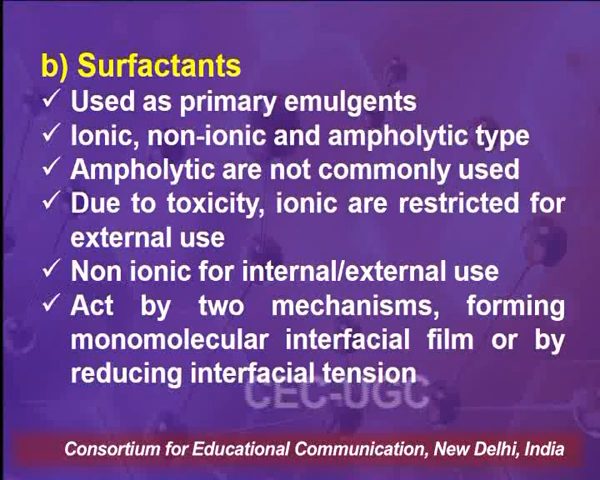 b) Surfactants
✓ Used as primary emulgents
✓ Ionic, non-ionic and ampholytic type
✓ Ampholytic are not commonly used
✓ Due to toxicity, ionic are restricted for
external use
✓ Non ionic for internal/external use
✓ Act by two mechanisms, forming
monomolecular interfacial film or by
reducing interfacial tension
CEC-UGC
Consortium for Educational Communication, New Delhi, India